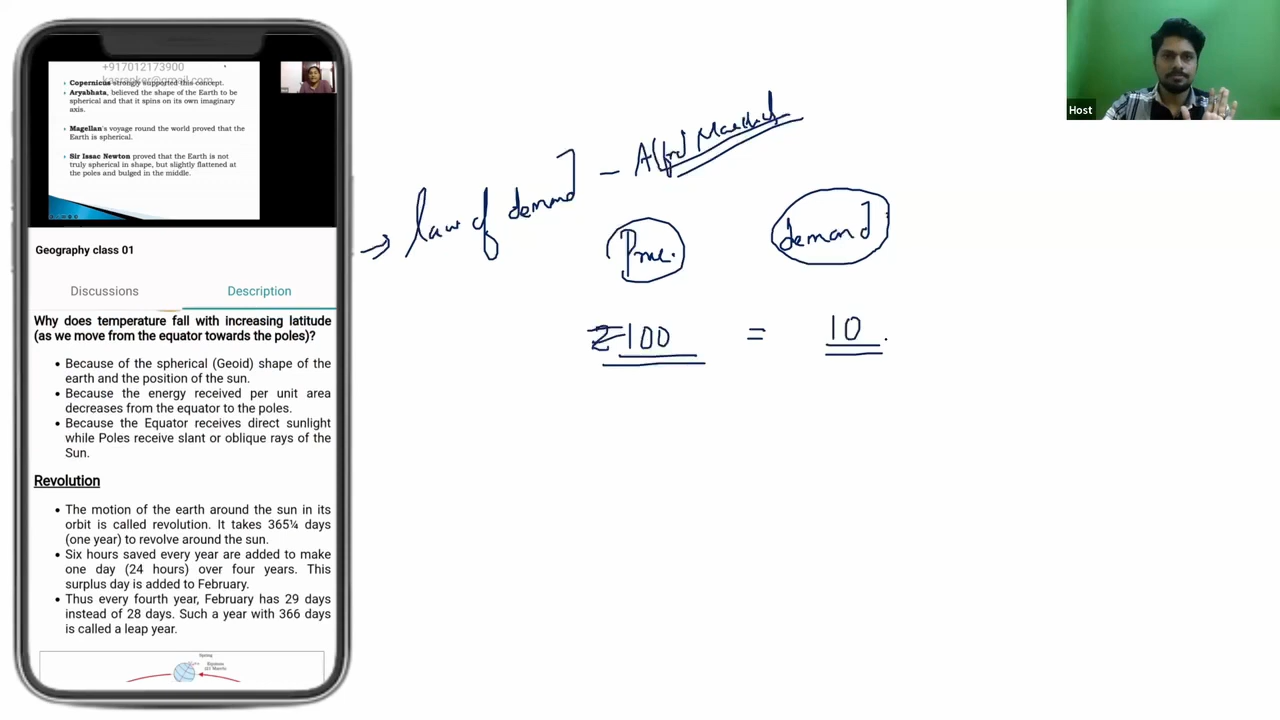 +917012173900
kasranker@gmail.com
Copernicus strongly supported this concept.
Aryabhata, believed the shape of the Earth to be
spherical and that it spins on its own imaginary
axis.
Magellan's voyage round the world proved that the
Earth is spherical.
Sir Issac Newton proved that the Earth is not
truly spherical in shape, but slightly flattened at
the poles and bulged in the middle.
Geography class 01
Discussions
Description
Why does temperature fall with increasing latitude
(as we move from the equator towards the poles)?
Because of the spherical (Geoid) shape of the
earth and the position of the sun.
Because the energy received per unit area
decreases from the equator to the poles.
Because the Equator receives direct sunlight
while Poles receive slant or oblique rays of the
Sun.
Revolution
The motion of the earth around the sun in its
orbit is called revolution. It takes 365¼ days
(one year) to revolve around the sun.
Six hours saved every year are added to make
one day (24 hours) over four years. This
surplus day is added to February.
Thus every fourth year, February has 29 days
instead of 28 days. Such a year with 366 days
is called a leap year.
Spring
Equinox
21 March
→ law of demand - Alfred
Price. demand
₹100 = 10.
Host